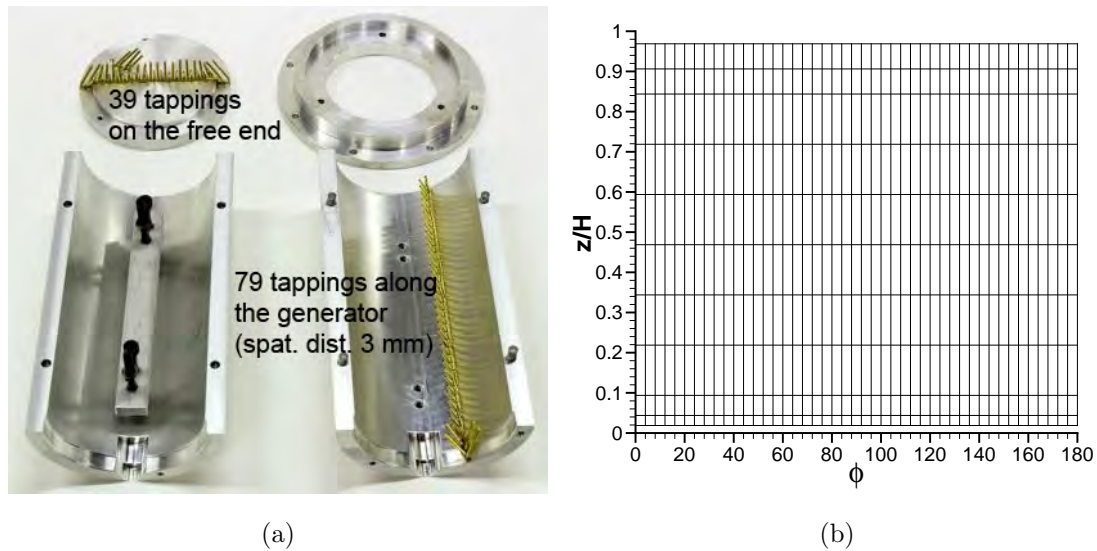 39 tappings
on the free end
79 tappings along
the generator
(spat. dist. 3 mm)
(a)
z/H
1
0.9
0.8
0.7
0.6
0.5
0.4
0.3
0.2
0.1
0
0 20 40 60 80 100 120 140 160 180
ϕ
(b)